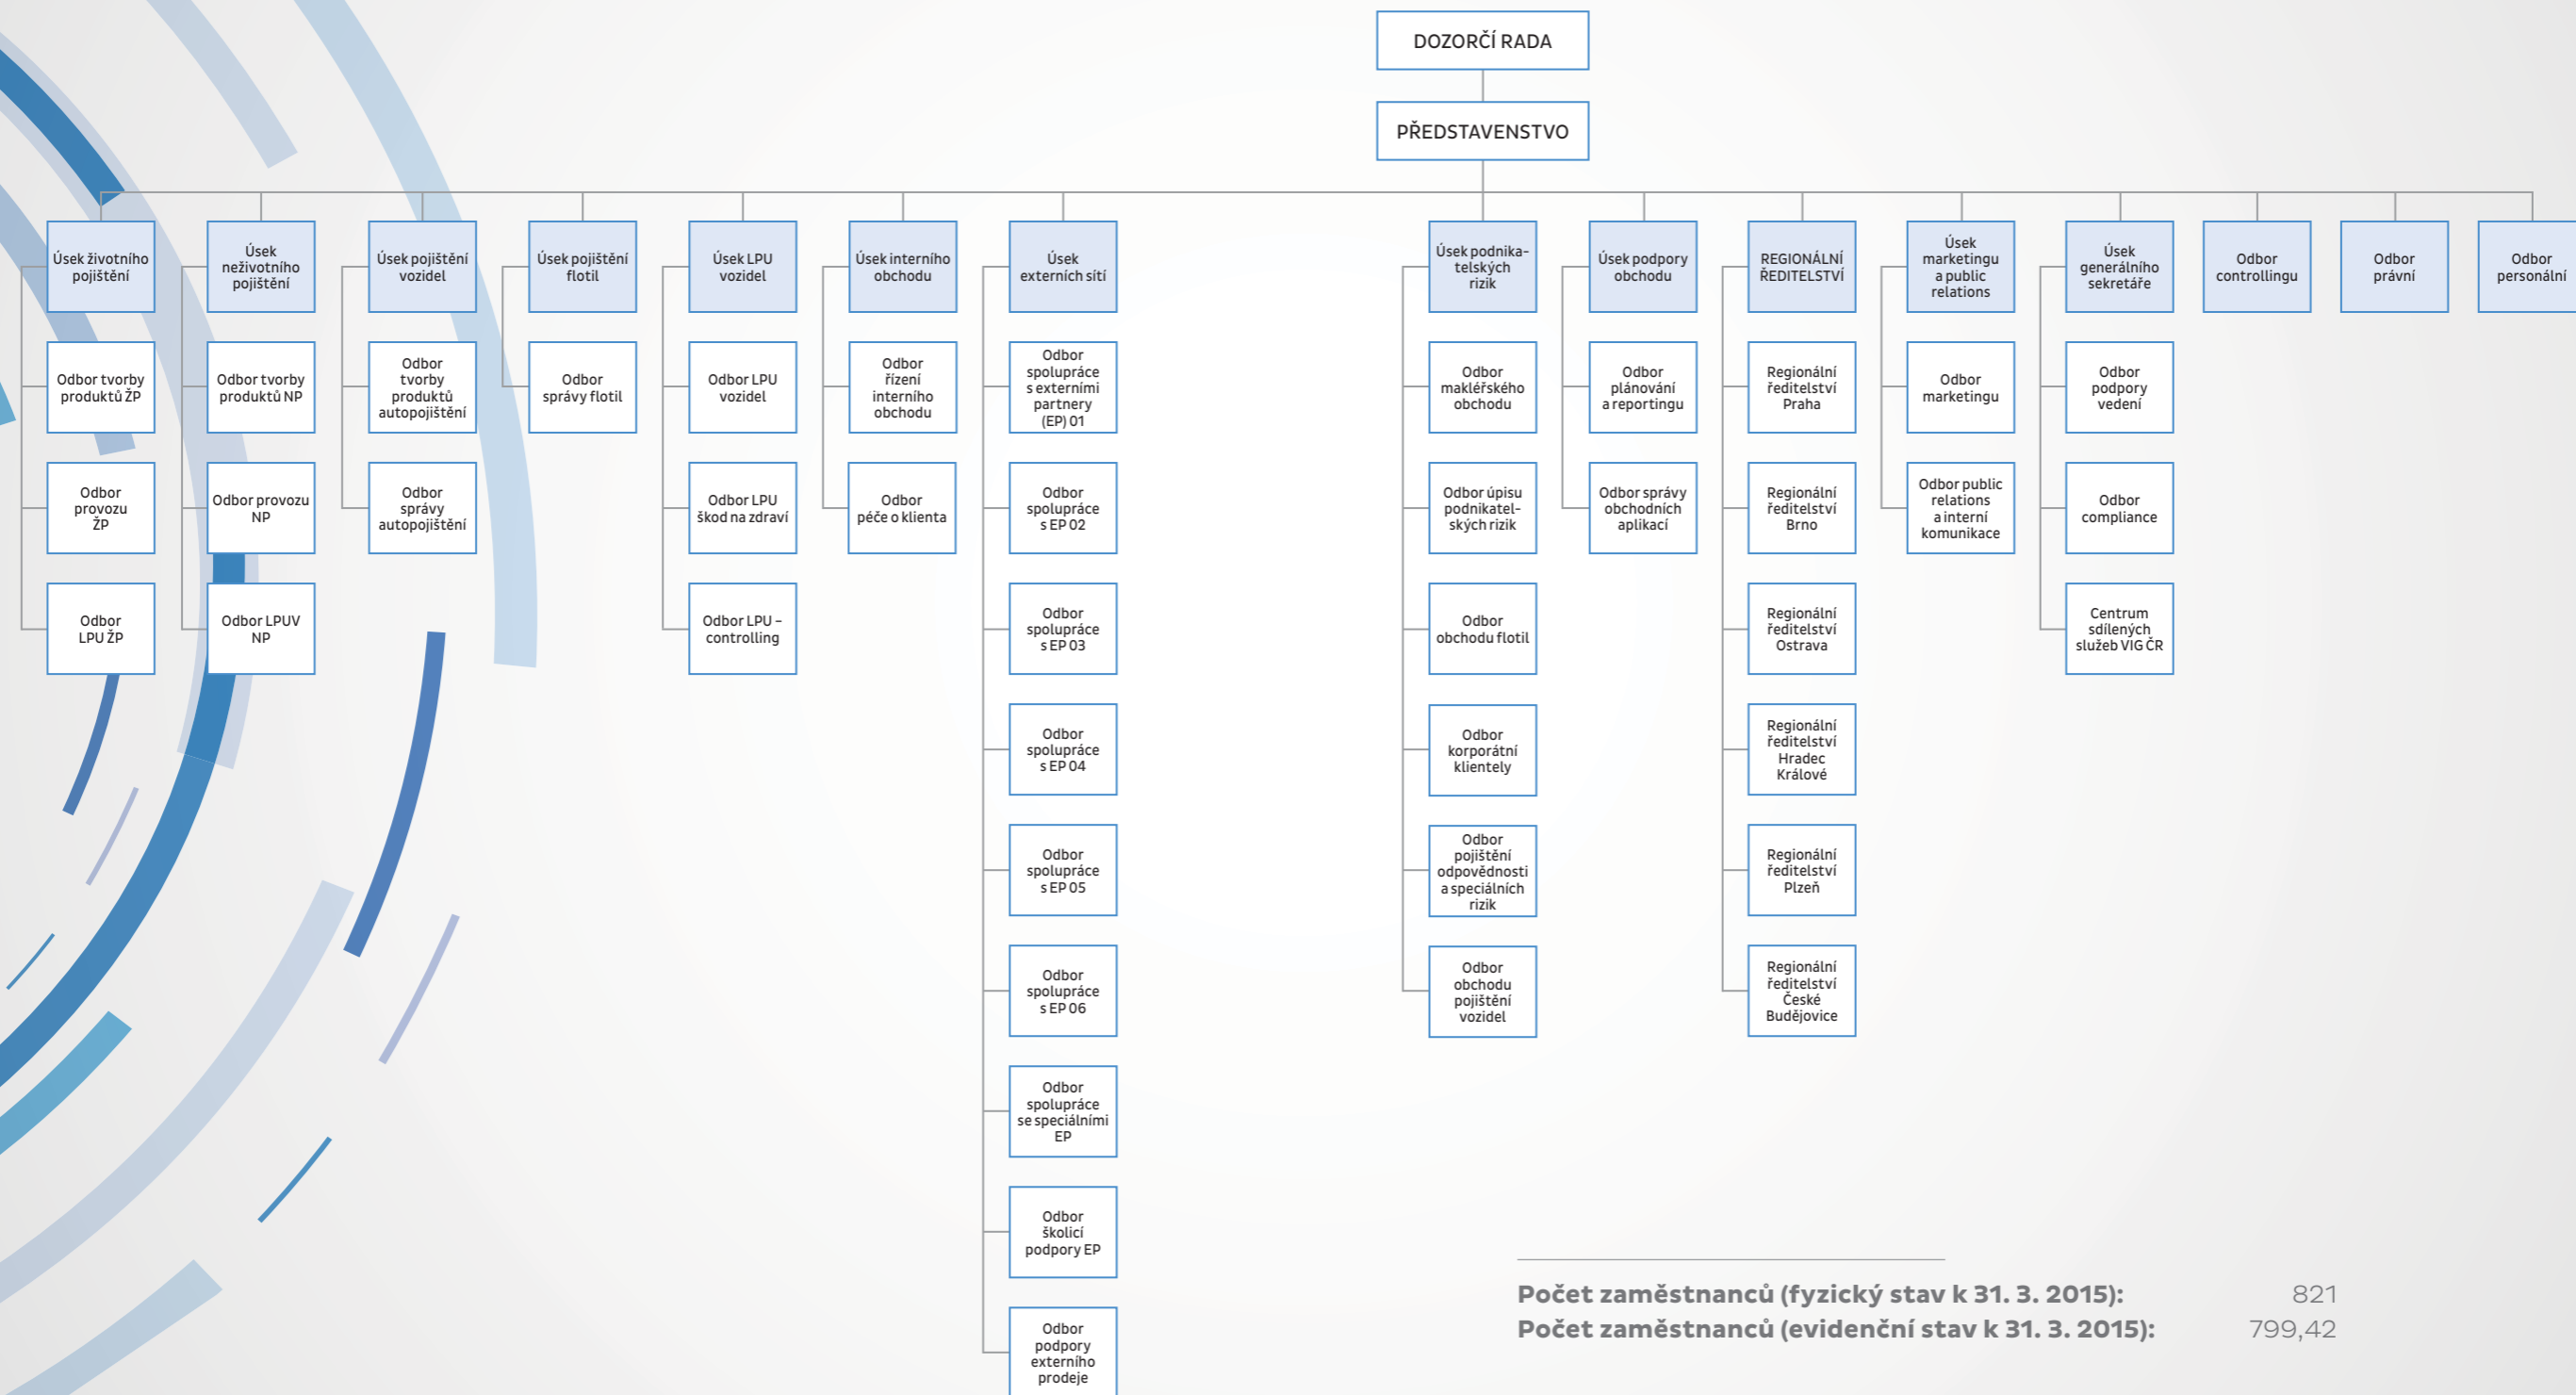 DOZORČÍ RADA
PŘEDSTAVENSTVO
Úsek životního
pojištění
Odbor tvorby
produktů ŽP
Odbor
provozu
ŽP
Odbor
LPU ŽP
Úsek
neživotního
pojištění
Odbor tvorby
produktů NP
Odbor provozu
NP
Odbor LPUV
NP
Úsek pojištění
vozidel
Odbor
tvorby
produktů
autopojištění
Odbor
správy
autopojištění
Úsek pojištění
flotil
Odbor
správy flotil
Úsek LPU
vozidel
Odbor LPU
vozidel
Odbor LPU
škod na zdraví
Odbor LPU –
controlling
Úsek interního
obchodu
Odbor
řízení
interního
obchodu
Odbor
péče o klienta
Úsek
externích sítí
Odbor
spolupráce
s externími
partnery
(EP) 01
Odbor
spolupráce
s EP 02
Odbor
spolupráce
s EP 03
Odbor
spolupráce
s EP 04
Odbor
spolupráce
s EP 05
Odbor
spolupráce
s EP 06
Odbor
spolupráce
se speciálními
EP
Odbor
školicí
podpory EP
Odbor
podpory
externího
prodeje
Úsek podnika-
telských
rizik
Odbor
makléřského
obchodu
Odbor úpisu
podnikatel-
ských rizik
Odbor
obchodu flotil
Odbor
korporátní
klientely
Odbor
pojištění
odpovědnosti
a speciálních
rizik
Odbor
obchodu
pojištění
vozidel
Úsek podpory
obchodu
Odbor
plánování
a reportingu
Odbor správy
obchodních
aplikací
REGIONÁLNÍ
ŘEDITELSTVÍ
Regionální
ředitelství
Praha
Regionální
ředitelství
Brno
Regionální
ředitelství
Ostrava
Regionální
ředitelství
Hradec
Králové
Regionální
ředitelství
Plzeň
Regionální
ředitelství
České
Budějovice
Úsek
marketingu
a public
relations
Odbor
marketingu
Odbor public
relations
a interní
komunikace
Úsek
generálního
sekretáře
Odbor
podpory
vedení
Odbor
compliance
Centrum
sdílených
služeb VIG ČR
Odbor
controllingu
Odbor
právní
Odbor
personální
Počet zaměstnanců (fyzický stav k 31. 3. 2015): 821
Počet zaměstnanců (evidenční stav k 31. 3. 2015): 799,42